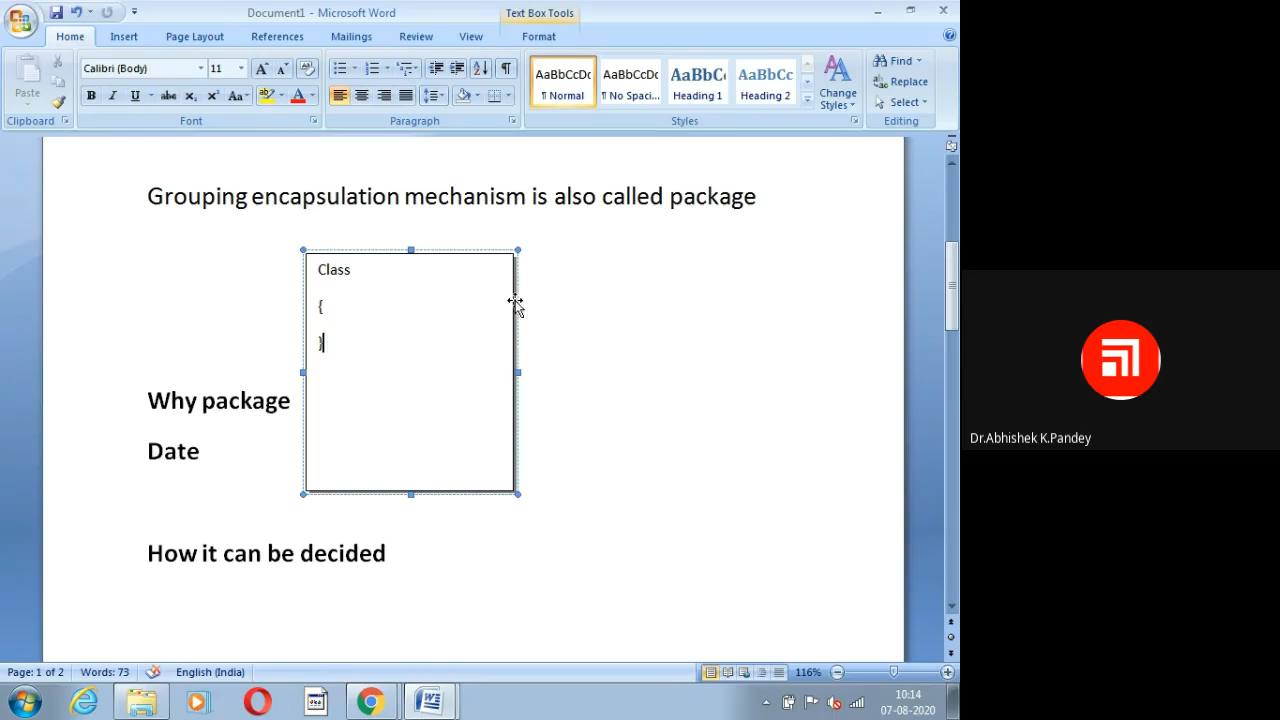 Document1 - Microsoft Word
Text Box Tools
Home Insert Page Layout References Mailings Review View Format
Paste
Calibri (Body) 11
Find
Replace
Select
AaBbCcDc AaBbCcDc AaBbC AaBbCc
¶ Normal ¶ No Spaci... Heading 1 Heading 2
Change
Styles
Clipboard Font Paragraph Styles Editing
Grouping encapsulation mechanism is also called package
Class
{
}
Why package
Date
How it can be decided
Dr.Abhishek K.Pandey
Page: 1 of 2 Words: 73 English (India) 116%
10:14
07-08-2020